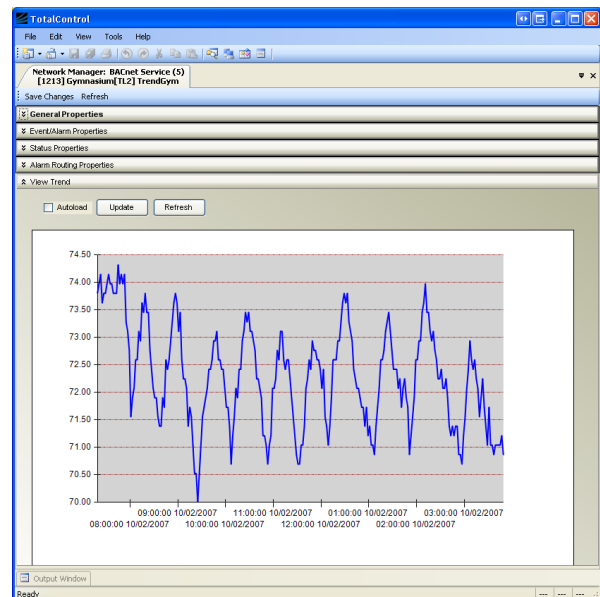 TotalControl
File Edit View Tools Help
Network Manager: BACnet Service (5)
[1213] Gymnasium[TL2] TrendGym
Save Changes Refresh
General Properties
Event/Alarm Properties
Status Properties
Alarm Routing Properties
View Trend
Autoload Update Refresh
74.50
74.00
73.50
73.00
72.50
72.00
71.50
71.00
70.50
70.00
09:00:00 10/02/2007 11:00:00 10/02/2007 01:00:00 10/02/2007 03:00:00 10/02/2007
08:00:00 10/02/2007 10:00:00 10/02/2007 12:00:00 10/02/2007 02:00:00 10/02/2007
Output Window
Ready --- --- ---